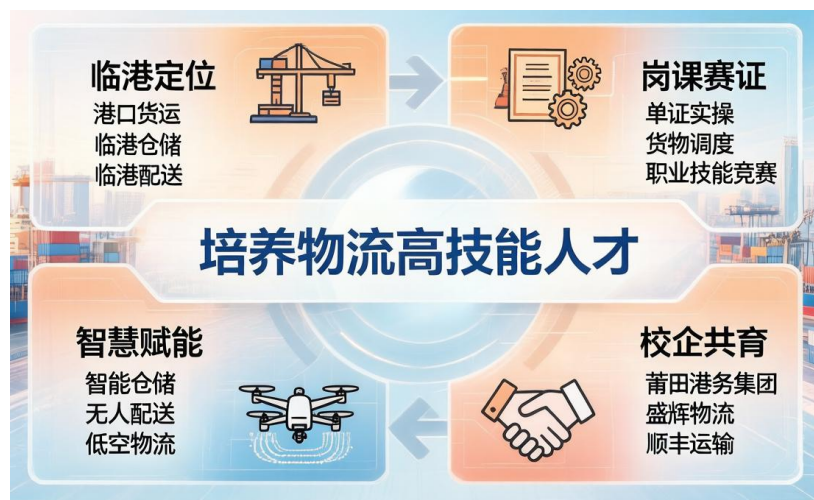 临港定位
港口货运
临港仓储
临港配送
岗课赛证
单证实操
货物调度
职业技能竞赛
培养物流高技能人才
智慧赋能
智能仓储
无人配送
低空物流
校企共育
莆田港务集团
盛辉物流
顺丰运输